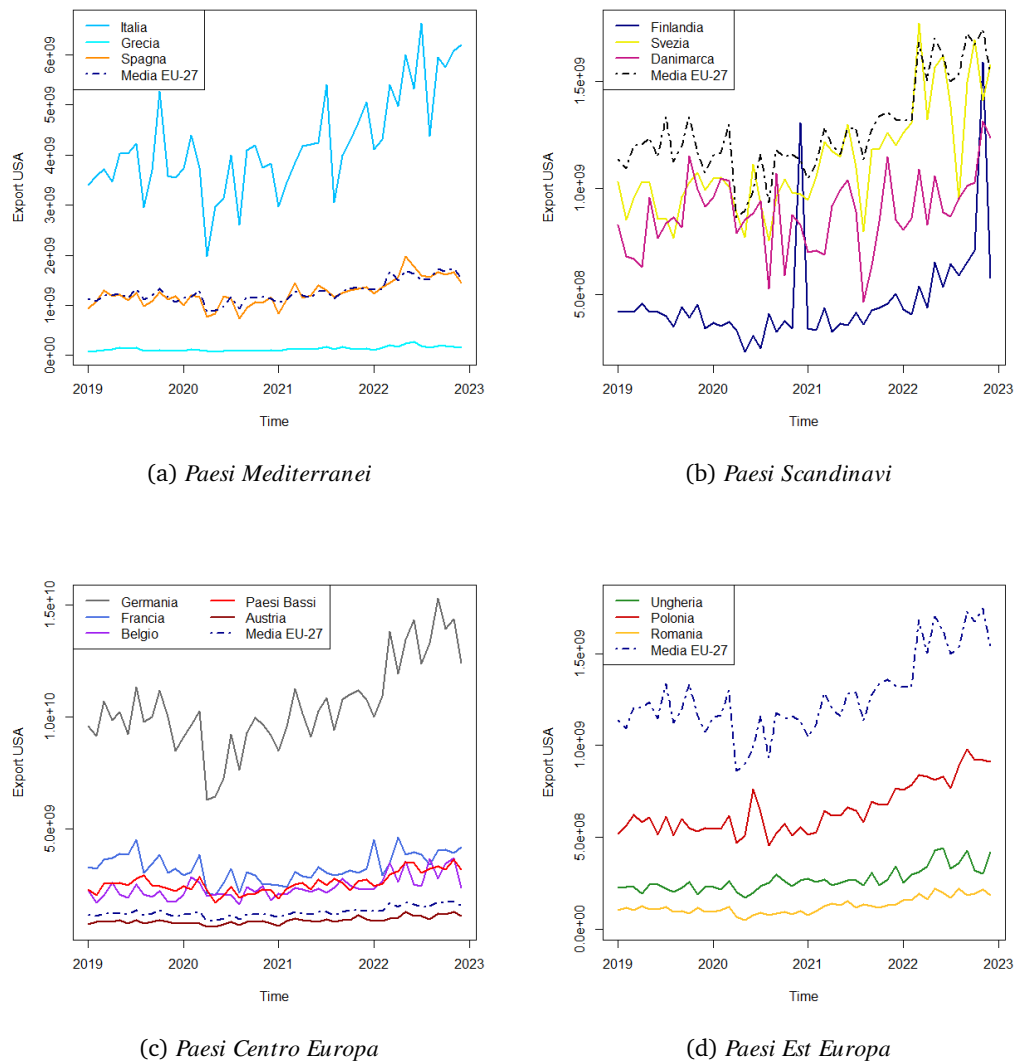 Italia
Grecia
Spagna
Media EU-27
Export USA
0e+00 1e+09 2e+09 3e+09 4e+09 5e+09 6e+09
2019 2020 2021 2022 2023
Time
(a) Paesi Mediterranei
Finlandia
Svezia
Danimarca
Media EU-27
Export USA
5.0e+08 1.0e+09 1.5e+09
2019 2020 2021 2022 2023
Time
(b) Paesi Scandinavi
Germania Paesi Bassi
Francia Austria
Belgio Media EU-27
Export USA
5.0e+09 1.0e+10 1.5e+10
2019 2020 2021 2022 2023
Time
(c) Paesi Centro Europa
Ungheria
Polonia
Romania
Media EU-27
Export USA
0.0e+00 5.0e+08 1.0e+09 1.5e+09
2019 2020 2021 2022 2023
Time
(d) Paesi Est Europa